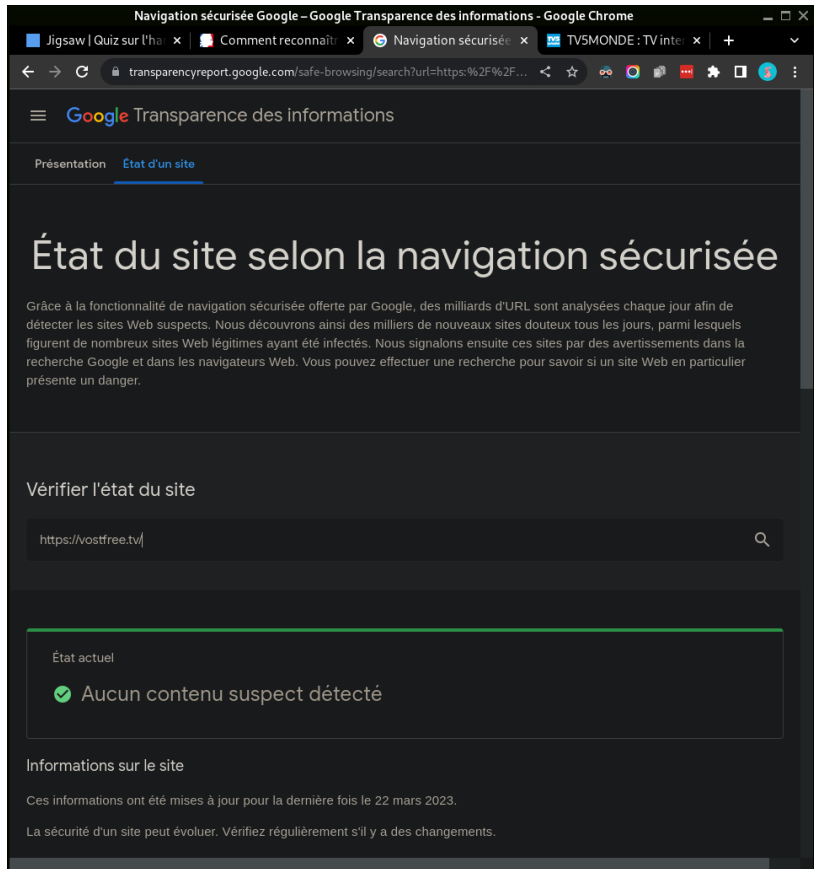 Navigation sécurisée Google – Google Transparence des informations - Google Chrome
Jigsaw | Quiz sur l'ha
Comment reconnaîtr
Navigation sécurisée
TV5MONDE : TV inte
transparencyreport.google.com/safe-browsing/search?url=https:%2F%2F...
Google Transparence des informations
Présentation
État d'un site
État du site selon la navigation sécurisée
Grâce à la fonctionnalité de navigation sécurisée offerte par Google, des milliards d'URL sont analysées chaque jour afin de
détecter les sites Web suspects. Nous découvrons ainsi des milliers de nouveaux sites douteux tous les jours, parmi lesquels
figurent de nombreux sites Web légitimes ayant été infectés. Nous signalons ensuite ces sites par des avertissements dans la
recherche Google et dans les navigateurs Web. Vous pouvez effectuer une recherche pour savoir si un site Web en particulier
présente un danger.
Vérifier l'état du site
https://vostfree.tv/
État actuel
Aucun contenu suspect détecté
Informations sur le site
Ces informations ont été mises à jour pour la dernière fois le 22 mars 2023.
La sécurité d'un site peut évoluer. Vérifiez régulièrement s'il y a des changements.